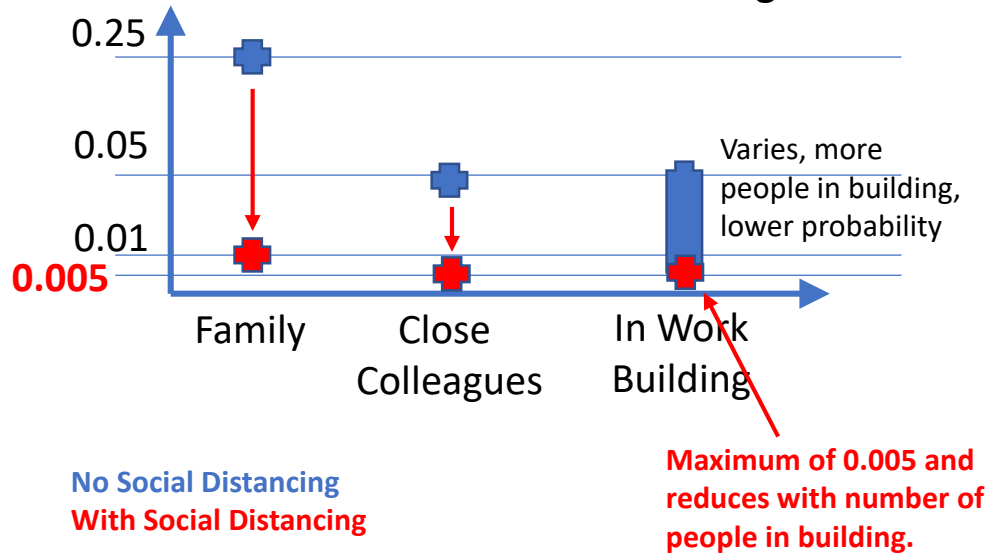 0.25
0.05
0.01
0.005
Varies, more
people in building,
lower probability
Family
Close
Colleagues
In Work
Building
No Social Distancing
With Social Distancing
Maximum of 0.005 and
reduces with number of
people in building.